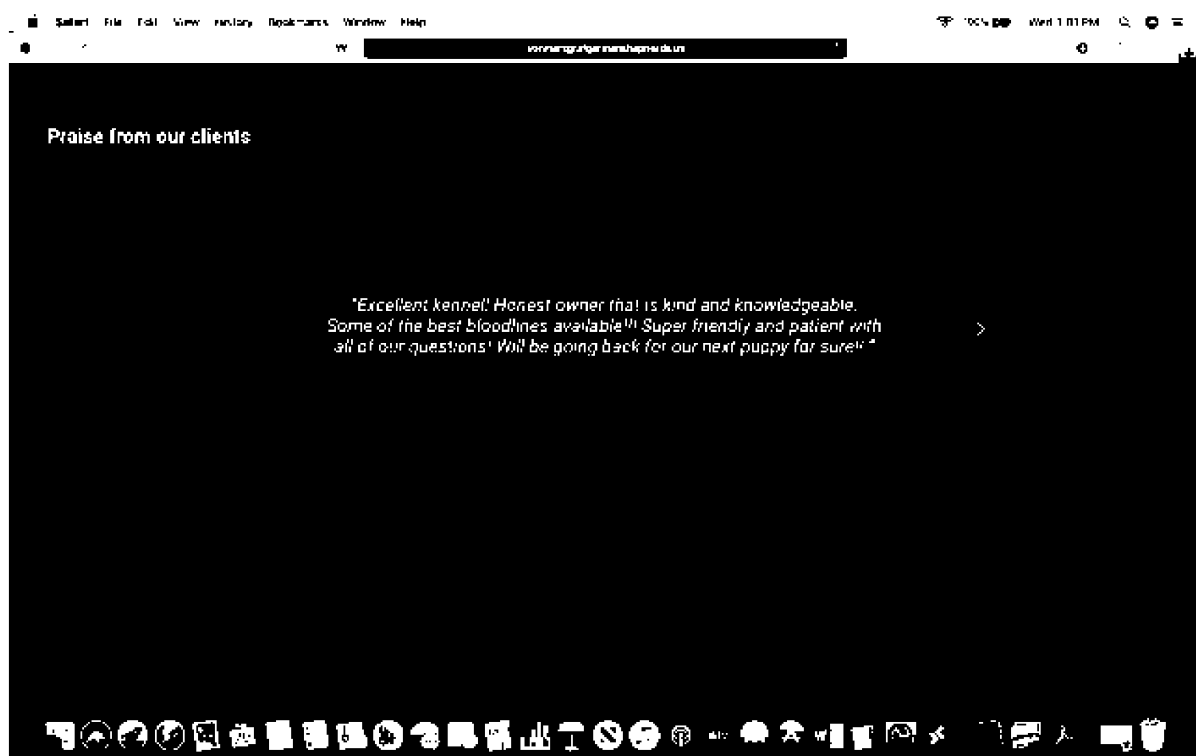 Safari File Edit View History Bookmarks Window Help
100% Wed 1:01 PM
Praise from our clients
"Excellent kennel! Honest owner that is kind and knowledgeable.
Some of the best bloodlines available!!! Super friendly and patient with
all of our questions! Will be going back for our next puppy for sure!! "